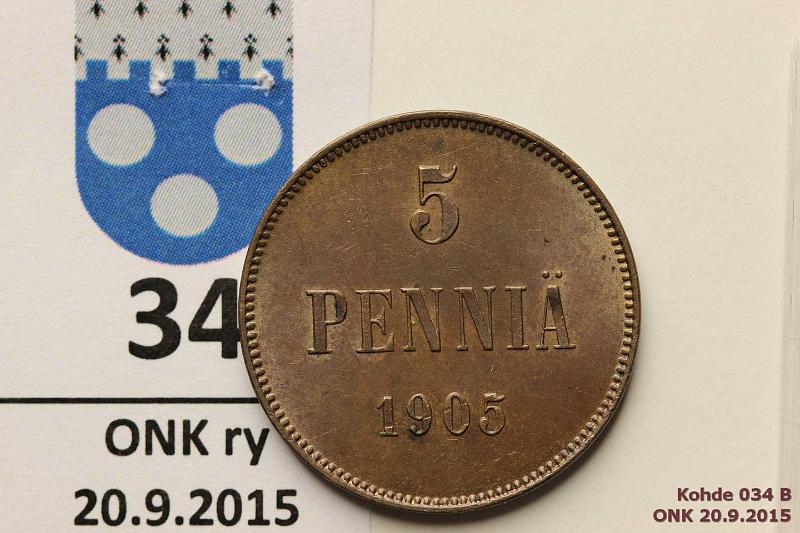 34
ONK ry
20.9.2015
5
PENNIÄ
1905
Kohde 034 B
ONK 20.9.2015